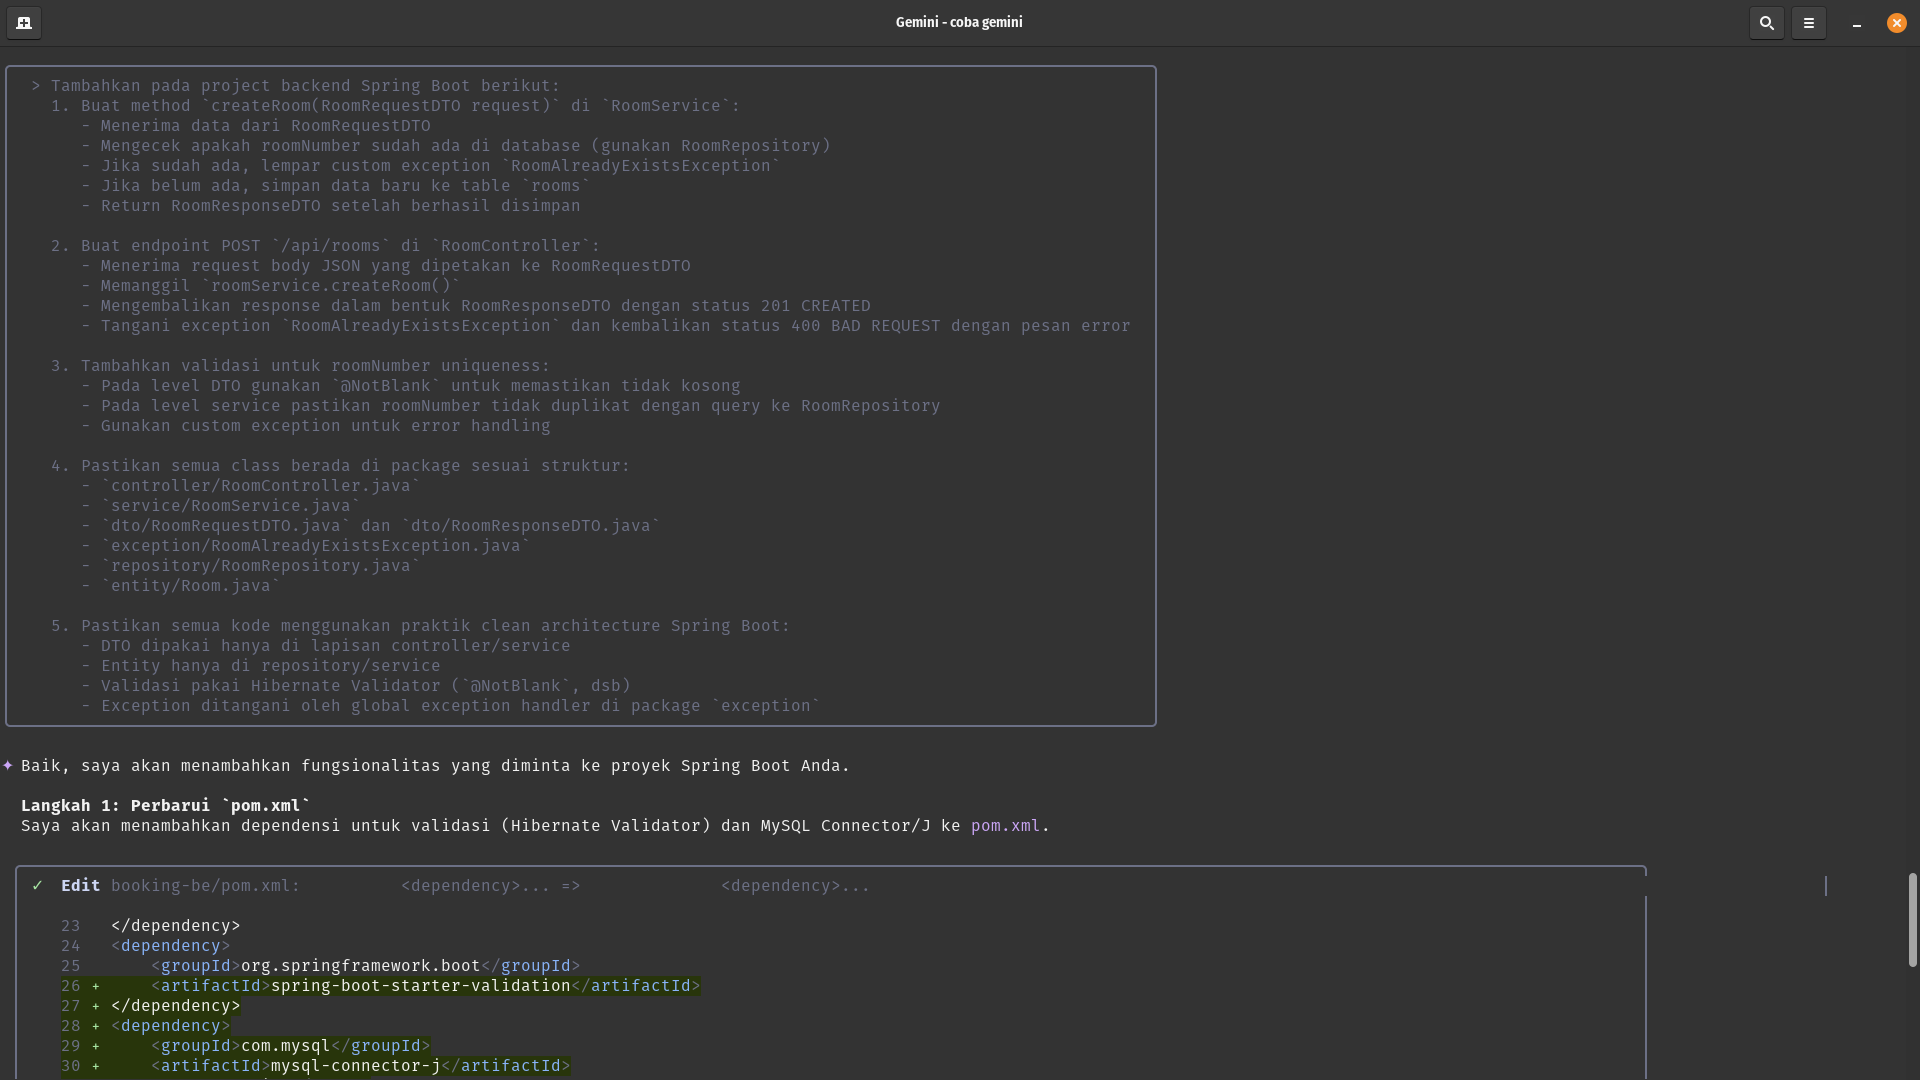 Gemini - coba gemini
> Tambahkan pada project backend Spring Boot berikut:
1. Buat method `createRoom(RoomRequestDTO request)` di `RoomService`:
- Menerima data dari RoomRequestDTO
- Mengecek apakah roomNumber sudah ada di database (gunakan RoomRepository)
- Jika sudah ada, lempar custom exception `RoomAlreadyExistsException`
- Jika belum ada, simpan data baru ke table `rooms`
- Return RoomResponseDTO setelah berhasil disimpan
2. Buat endpoint POST `/api/rooms` di `RoomController`:
- Menerima request body JSON yang dipetakan ke RoomRequestDTO
- Memanggil `roomService.createRoom()`
- Mengembalikan response dalam bentuk RoomResponseDTO dengan status 201 CREATED
- Tangani exception `RoomAlreadyExistsException` dan kembalikan status 400 BAD REQUEST dengan pesan error
3. Tambahkan validasi untuk roomNumber uniqueness:
- Pada level DTO gunakan `@NotBlank` untuk memastikan tidak kosong
- Pada level service pastikan roomNumber tidak duplikat dengan query ke RoomRepository
- Gunakan custom exception untuk error handling
4. Pastikan semua class berada di package sesuai struktur:
- `controller/RoomController.java`
- `service/RoomService.java`
- `dto/RoomRequestDTO.java` dan `dto/RoomResponseDTO.java`
- `exception/RoomAlreadyExistsException.java`
- `repository/RoomRepository.java`
- `entity/Room.java`
5. Pastikan semua kode menggunakan praktik clean architecture Spring Boot:
- DTO dipakai hanya di lapisan controller/service
- Entity hanya di repository/service
- Validasi pakai Hibernate Validator (`@NotBlank`, dsb)
- Exception ditangani oleh global exception handler di package `exception`
✦ Baik, saya akan menambahkan fungsionalitas yang diminta ke proyek Spring Boot Anda.
Langkah 1: Perbarui `pom.xml`
Saya akan menambahkan dependensi untuk validasi (Hibernate Validator) dan MySQL Connector/J ke pom.xml.
✓ Edit booking-be/pom.xml: <dependency>... => <dependency>...
23 </dependency>
24 <dependency>
25 <groupId>org.springframework.boot</groupId>
26 + <artifactId>spring-boot-starter-validation</artifactId>
27 + </dependency>
28 + <dependency>
29 + <groupId>com.mysql</groupId>
30 + <artifactId>mysql-connector-j</artifactId>